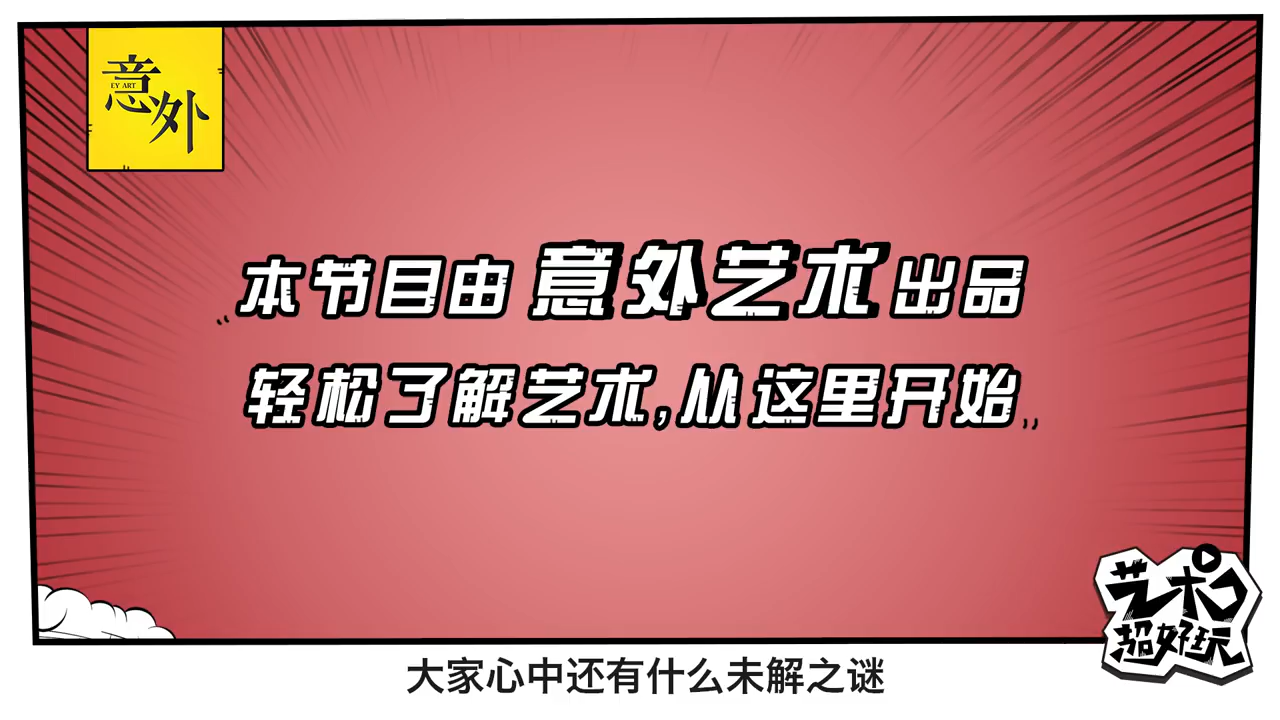 意外
EY ART
“本节目由意外艺术出品
轻松了解艺术,从这里开始”
艺术
超好玩
大家心中还有什么未解之谜